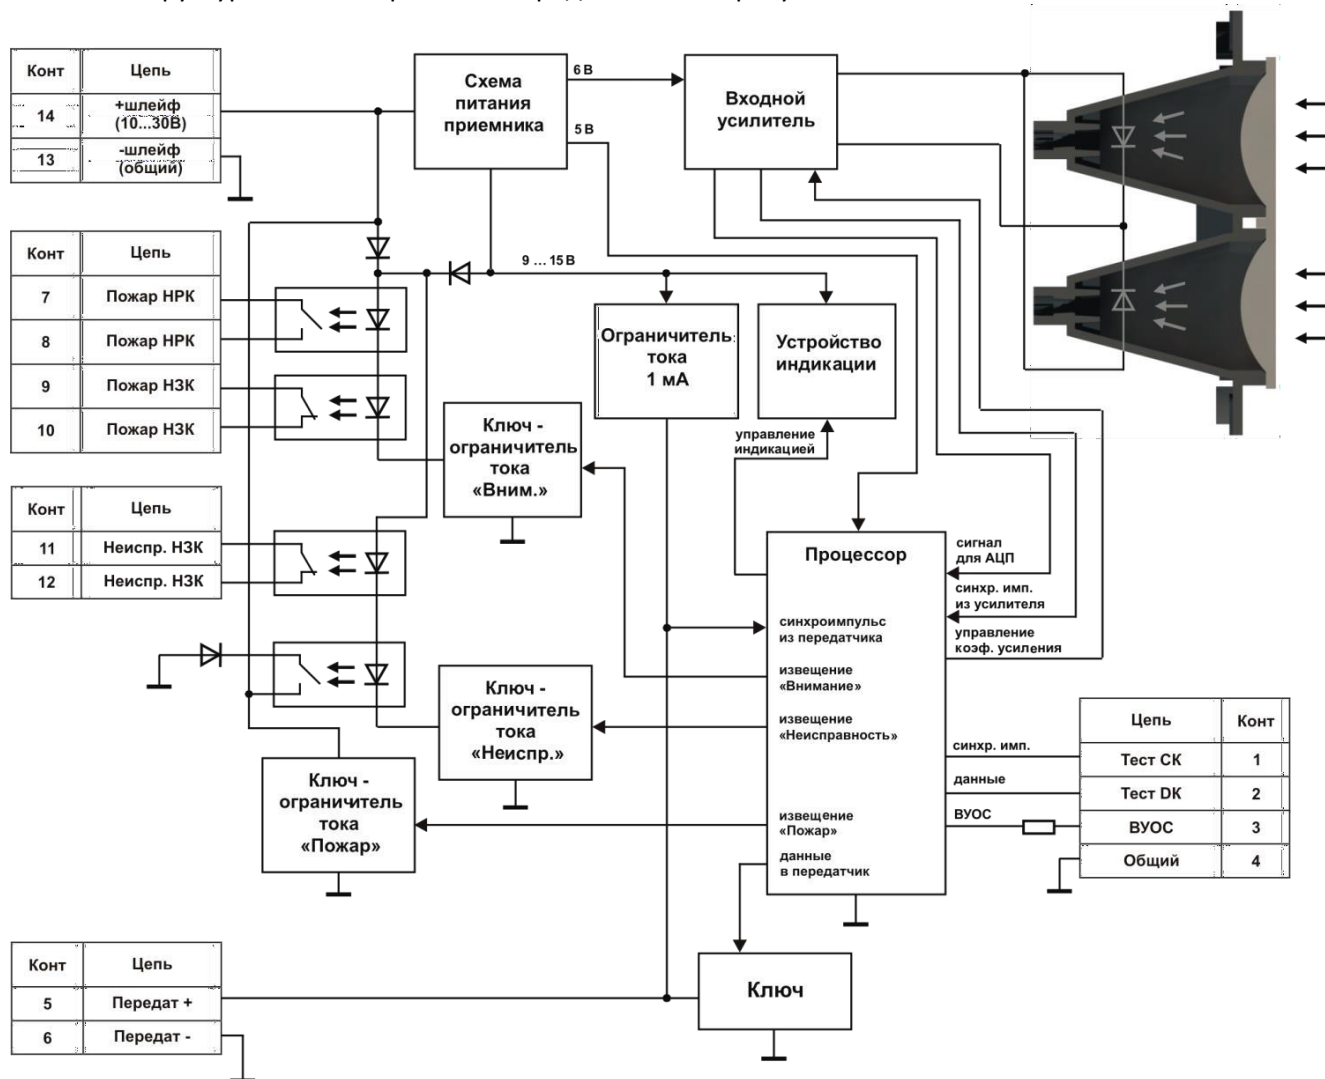 Конт Цепь
14 +шлейф
(10...30В)
13 -шлейф
(общий)
Схема
питания
приемника
6 В
5 В
Входной
усилитель
9 ... 15 В
Конт Цепь
7 Пожар НРК
8 Пожар НРК
9 Пожар НЗК
10 Пожар НЗК
Ограничитель
тока
1 мА
Устройство
индикации
управление
индикацией
Ключ -
ограничитель
тока
«Вним.»
Конт Цепь
11 Неиспр. НЗК
12 Неиспр. НЗК
Процессор
сигнал
для АЦП
синхр. имп.
из усилителя
управление
коэф. усиления
синхроимпульс
из передатчика
извещение
«Внимание»
извещение
«Неисправность»
извещение
«Пожар»
данные
в передатчик
Ключ -
ограничитель
тока
«Неиспр.»
Ключ -
ограничитель
тока
«Пожар»
синхр. имп.
данные
ВУОС
Цепь Конт
Тест СК 1
Тест DК 2
ВУОС 3
Общий 4
Конт Цепь
5 Передат +
6 Передат -
Ключ